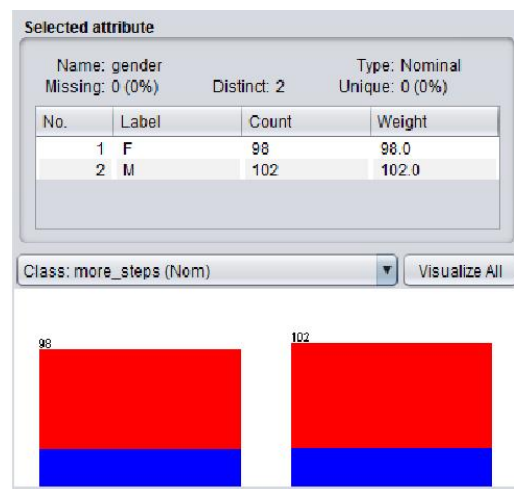 Selected attribute
Name: gender Type: Nominal
Missing: 0 (0%) Distinct: 2 Unique: 0 (0%)
No. Label Count Weight
1 F 98 98.0
2 M 102 102.0
Class: more_steps (Nom) Visualize All
98 102